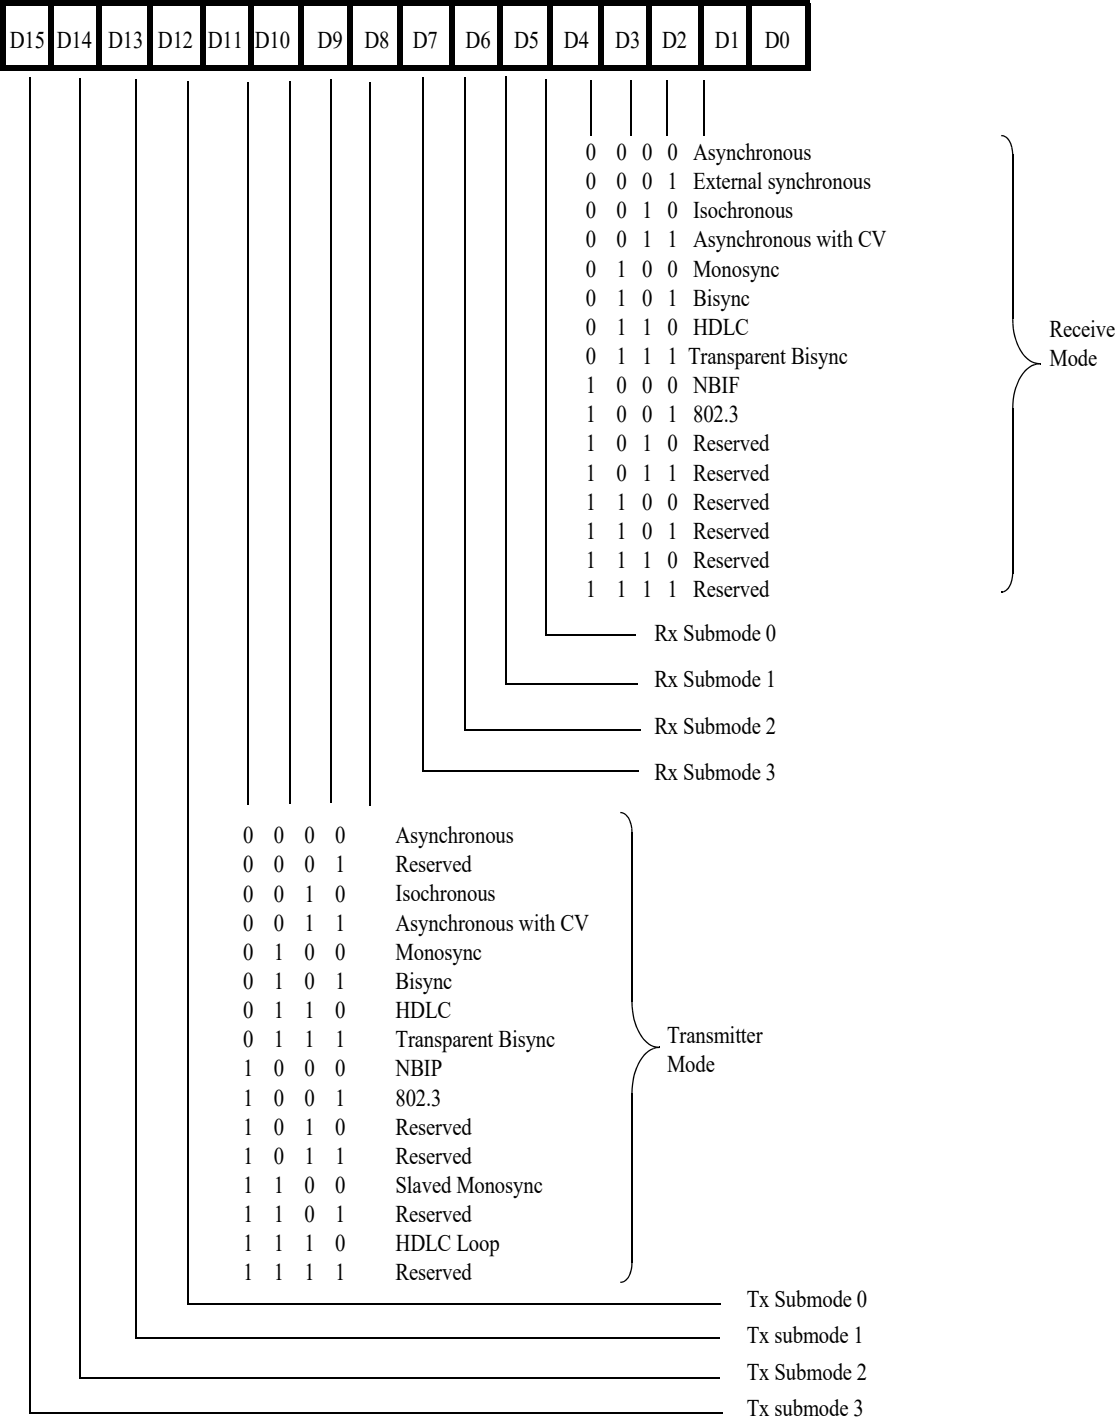 D15 D14 D13 D12 D11 D10 D9 D8 D7 D6 D5 D4 D3 D2 D1 D0
0 0 0 0 Asynchronous
0 0 0 1 External synchronous
0 0 1 0 Isochronous
0 0 1 1 Asynchronous with CV
0 1 0 0 Monosync
0 1 0 1 Bisync
0 1 1 0 HDLC
0 1 1 1 Transparent Bisync
1 0 0 0 NBIF
1 0 0 1 802.3
1 0 1 0 Reserved
1 0 1 1 Reserved
1 1 0 0 Reserved
1 1 0 1 Reserved
1 1 1 0 Reserved
1 1 1 1 Reserved
Receive
Mode
Rx Submode 0
Rx Submode 1
Rx Submode 2
Rx Submode 3
0 0 0 0 Asynchronous
0 0 0 1 Reserved
0 0 1 0 Isochronous
0 0 1 1 Asynchronous with CV
0 1 0 0 Monosync
0 1 0 1 Bisync
0 1 1 0 HDLC
0 1 1 1 Transparent Bisync
1 0 0 0 NBIP
1 0 0 1 802.3
1 0 1 0 Reserved
1 0 1 1 Reserved
1 1 0 0 Slaved Monosync
1 1 0 1 Reserved
1 1 1 0 HDLC Loop
1 1 1 1 Reserved
Transmitter
Mode
Tx Submode 0
Tx submode 1
Tx Submode 2
Tx submode 3